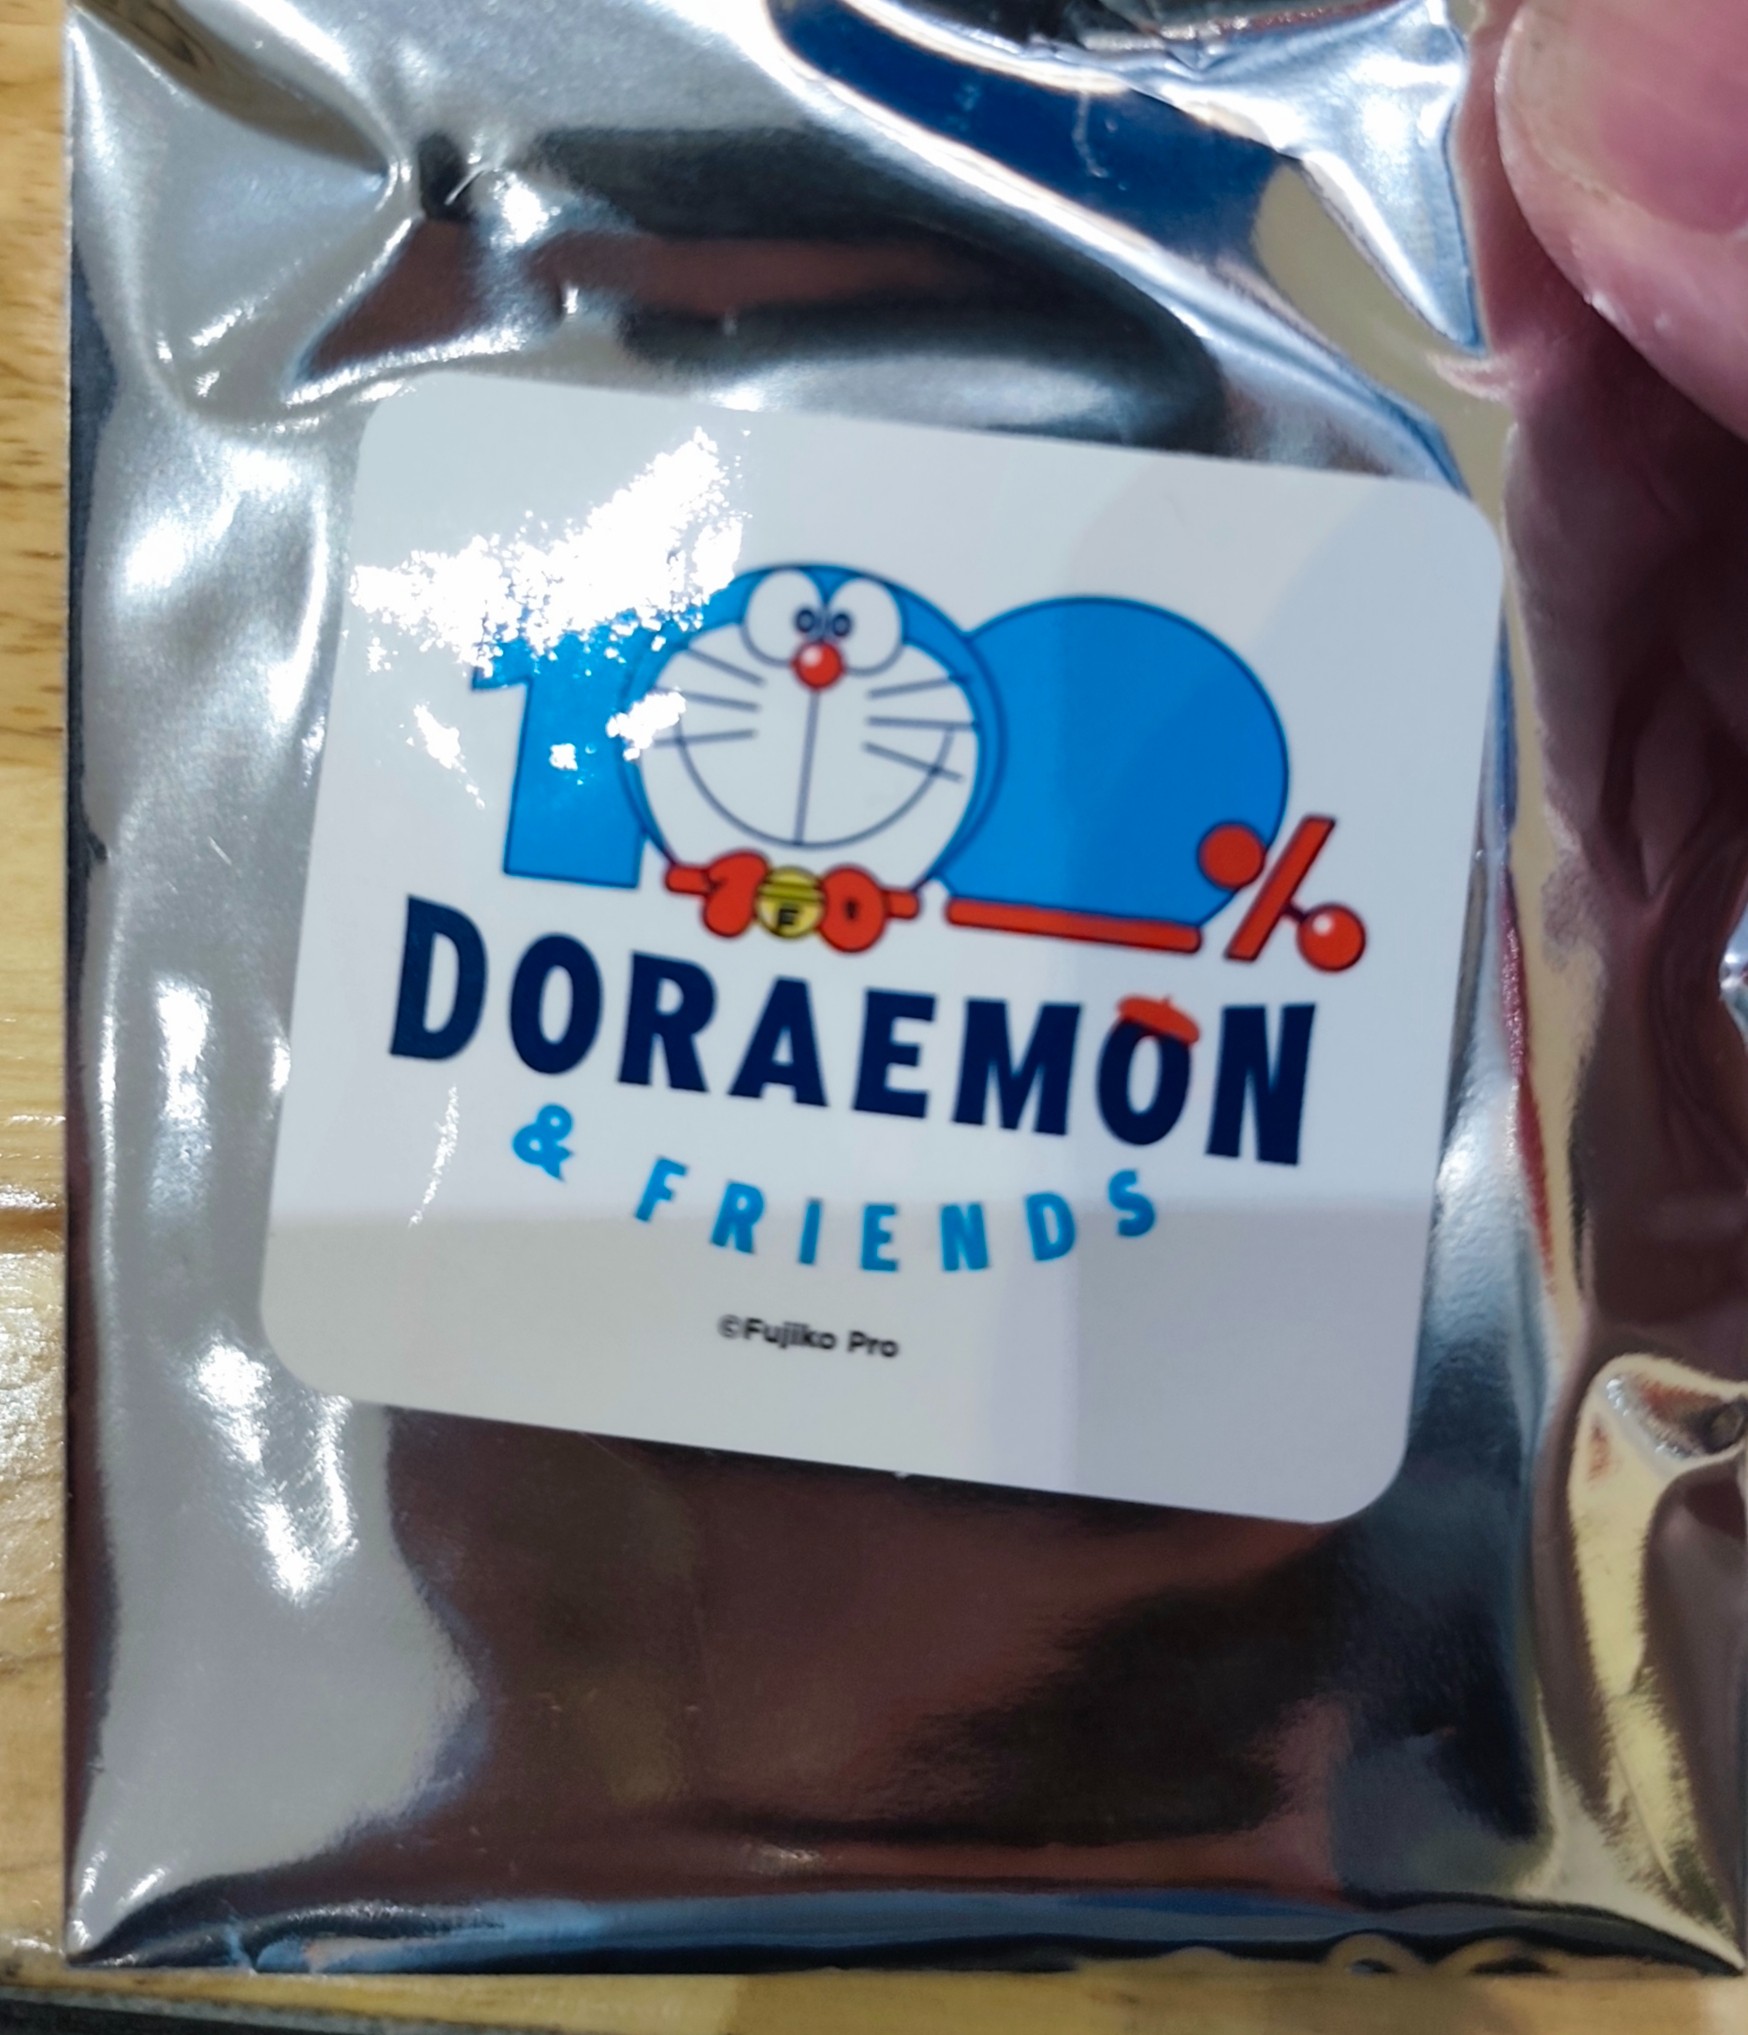 100%
F
DORAEMON
& FRIENDS
©Fujiko Pro